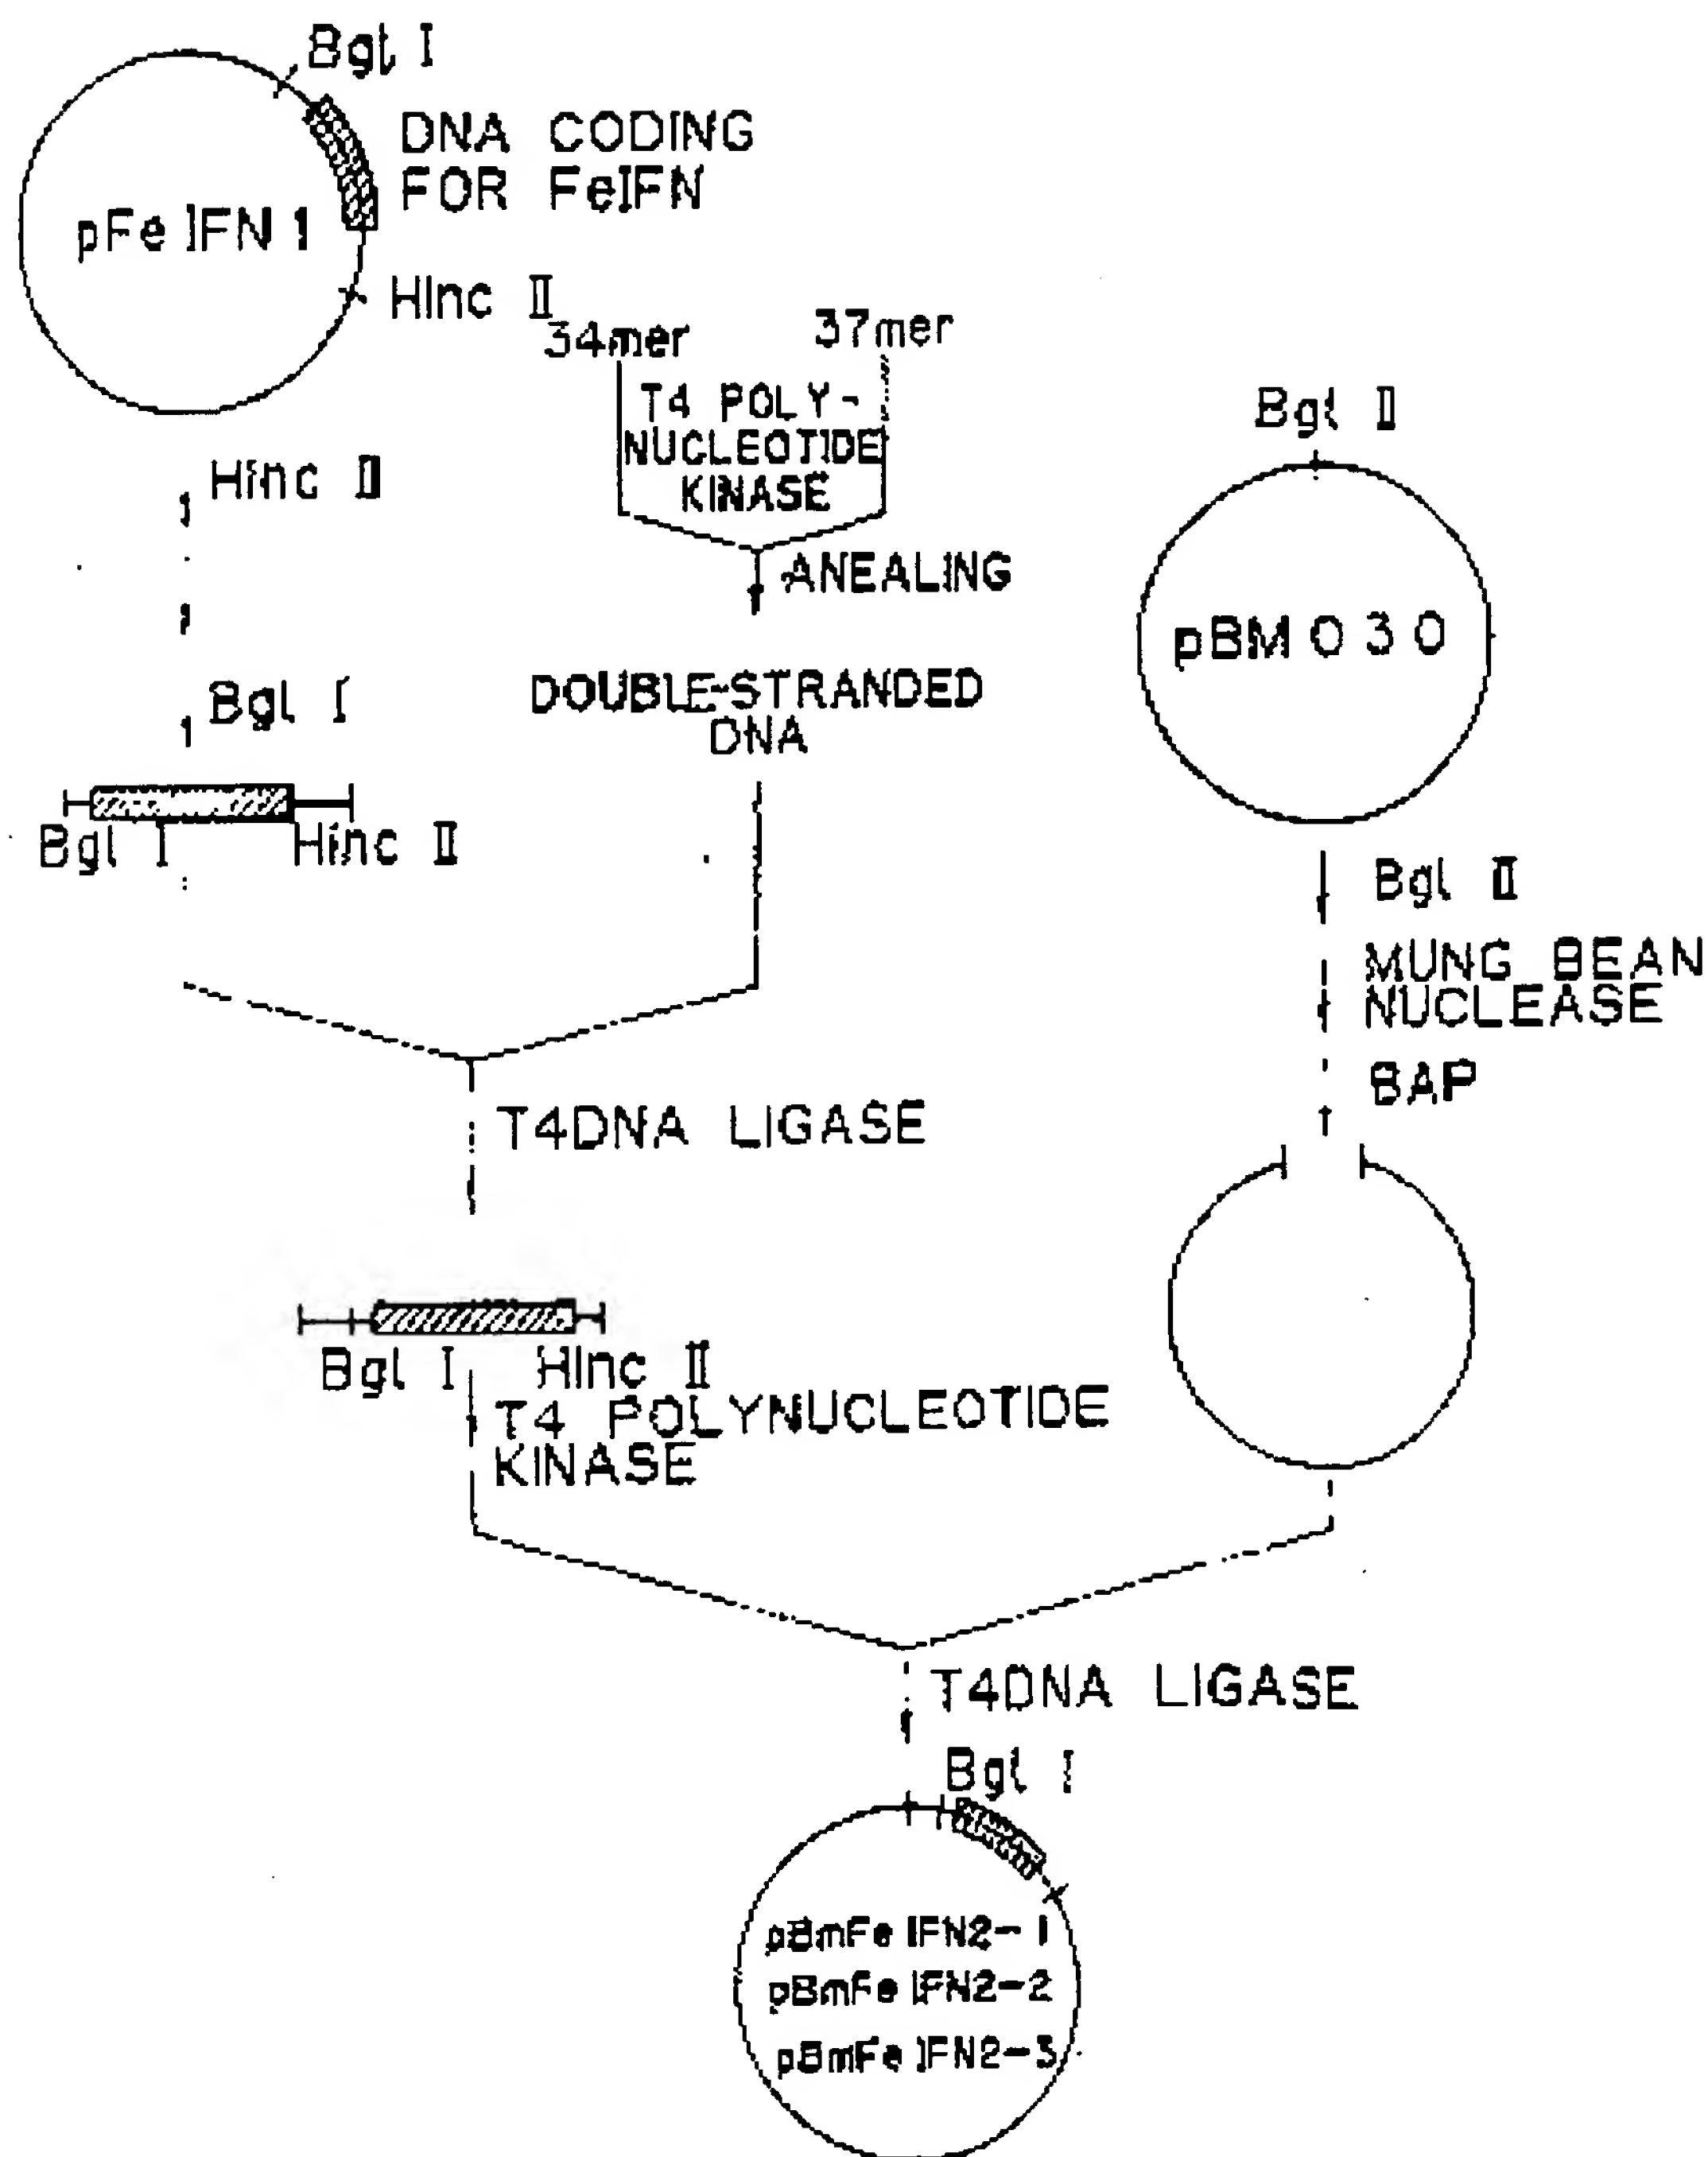 Bgl I
DNA CODING
FOR FeIFN
pFe IFN 1
Hinc II
34mer
37mer
T4 POLY-
NUCLEOTIDE
KINASE
Hinc II
ANEALING
Bgl I
DOUBLE-STRANDED
DNA
Bgl I
Hinc II
Bgl II
pBM 0 3 0
Bgl II
MUNG BEAN
NUCLEASE
BAP
T4DNA LIGASE
Bgl I
Hinc II
T4 POLYNUCLEOTIDE
KINASE
T4DNA LIGASE
Bgl I
pBmFe IFN2-1
pBmFe IFN2-2
pBmFe IFN2-3